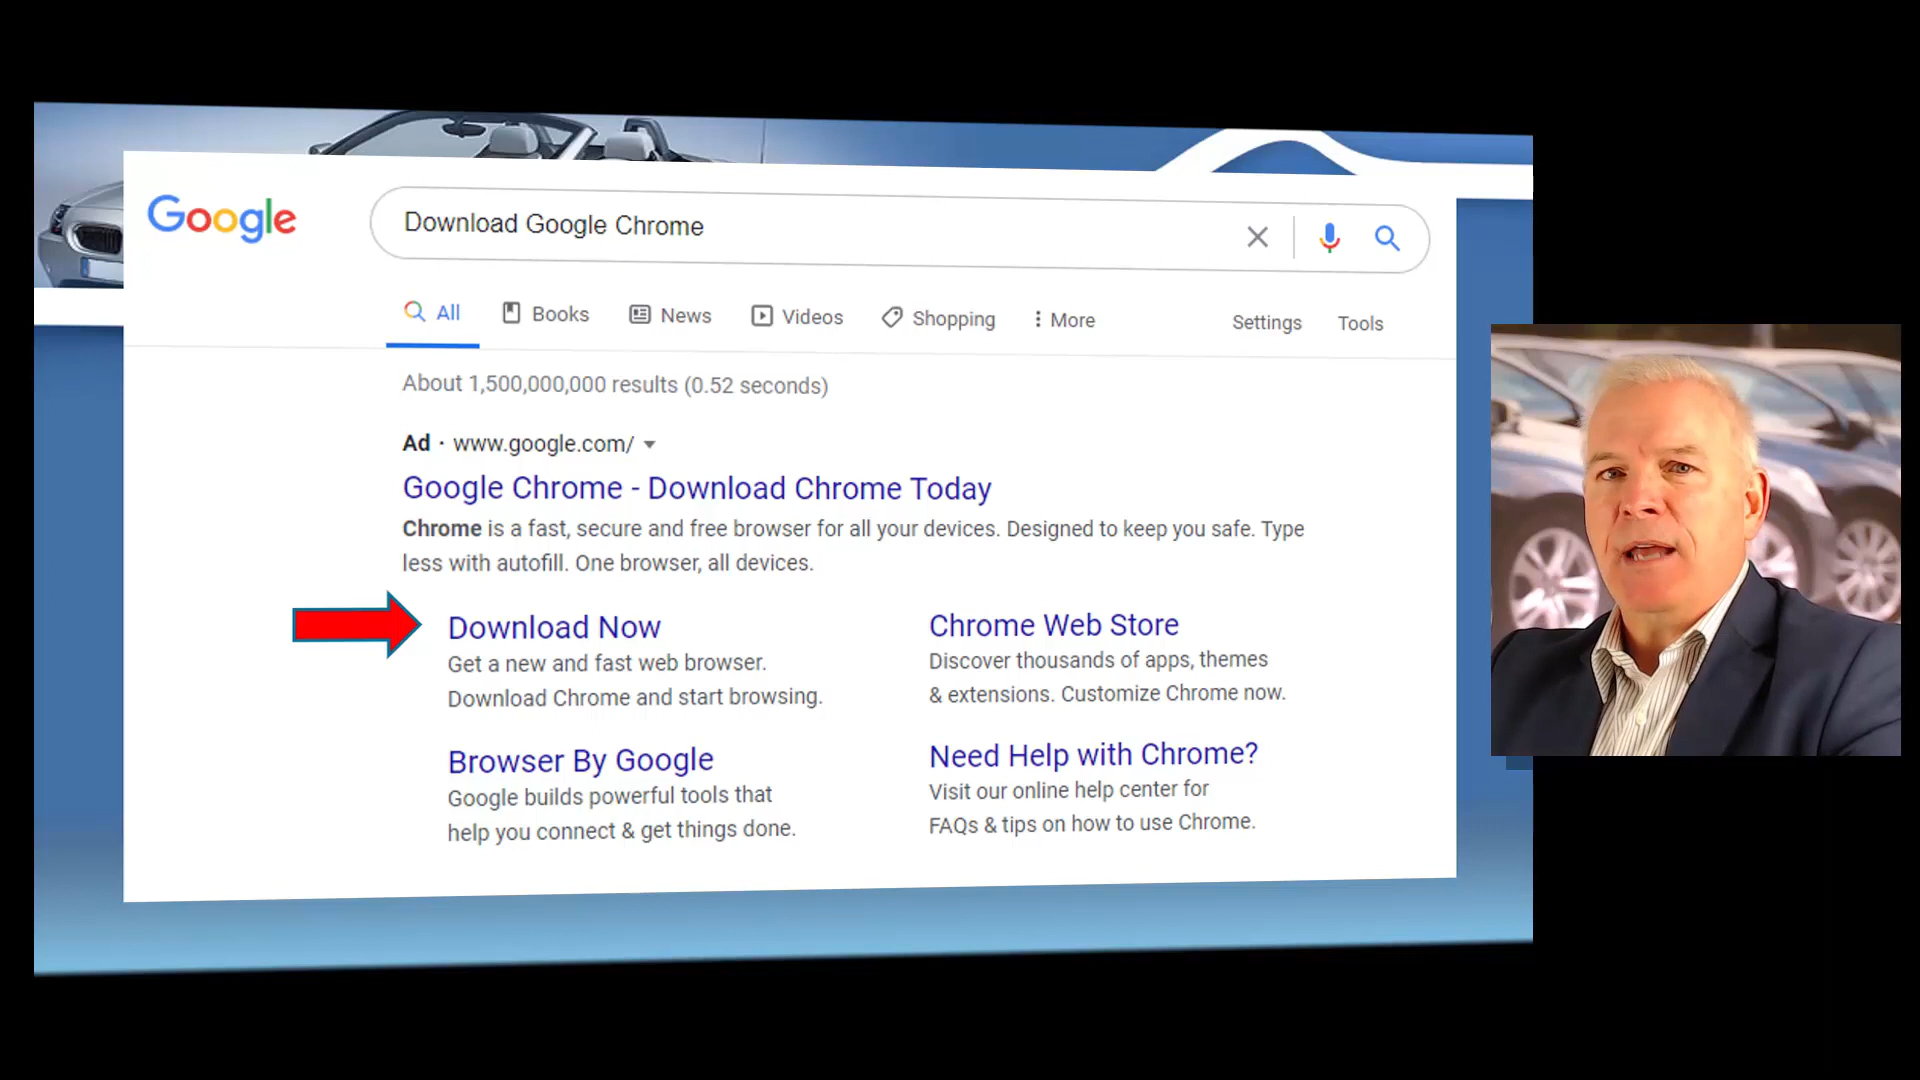 Google
Download Google Chrome
All Books News Videos Shopping More Settings Tools
About 1,500,000,000 results (0.52 seconds)
Ad · www.google.com/
Google Chrome - Download Chrome Today
Chrome is a fast, secure and free browser for all your devices. Designed to keep you safe. Type
less with autofill. One browser, all devices.
Download Now
Get a new and fast web browser.
Download Chrome and start browsing.
Chrome Web Store
Discover thousands of apps, themes
& extensions. Customize Chrome now.
Browser By Google
Google builds powerful tools that
help you connect & get things done.
Need Help with Chrome?
Visit our online help center for
FAQs & tips on how to use Chrome.